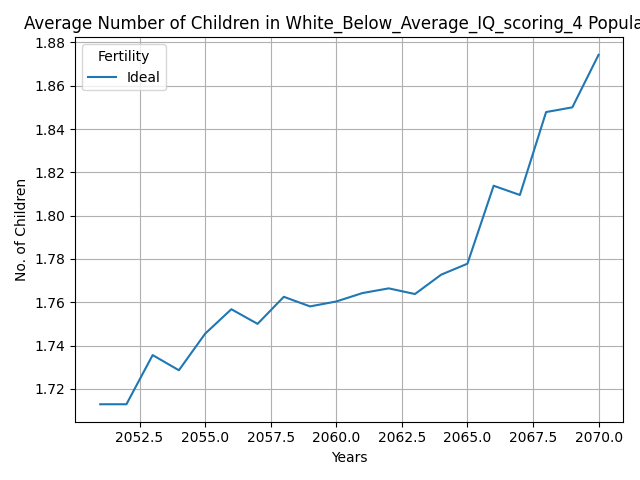 Average Number of Children in White_Below_Average_IQ_scoring_4 Popula
Fertility
Ideal
1.88
1.86
1.84
1.82
1.80
1.78
1.76
1.74
1.72
No. of Children
2052.5 2055.0 2057.5 2060.0 2062.5 2065.0 2067.5 2070.0
Years